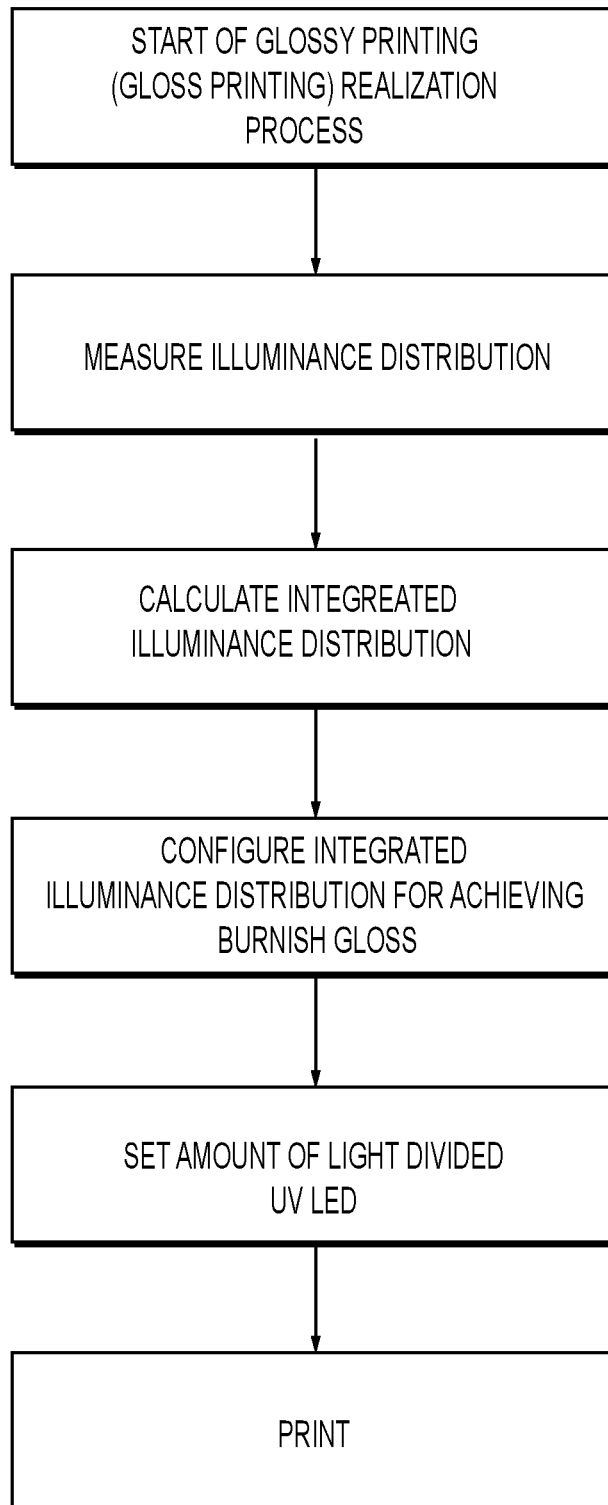 START OF GLOSSY PRINTING
(GLOSS PRINTING) REALIZATION
PROCESS
MEASURE ILLUMINANCE DISTRIBUTION
CALCULATE INTEGREATED
ILLUMINANCE DISTRIBUTION
CONFIGURE INTEGRATED
ILLUMINANCE DISTRIBUTION FOR ACHIEVING
BURNISH GLOSS
SET AMOUNT OF LIGHT DIVIDED
UV LED
PRINT